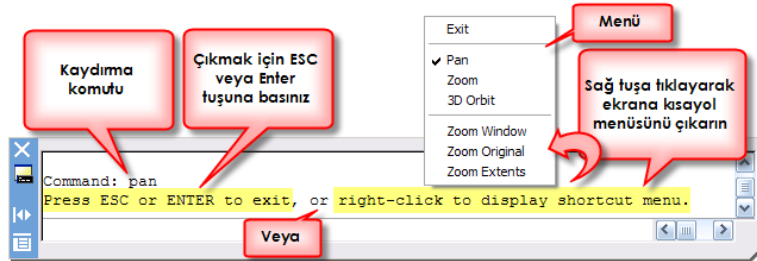 Exit
Pan
Zoom
3D Orbit
Zoom Window
Zoom Original
Zoom Extents
Menü
Kaydırma
komutu
Çıkmak için ESC
veya Enter
tuşuna basınız
Sağ tuşa tıklayarak
ekrana kısayol
menüsünü çıkarın
Command: pan
Press ESC or ENTER to exit, or right-click to display shortcut menu.
Veya